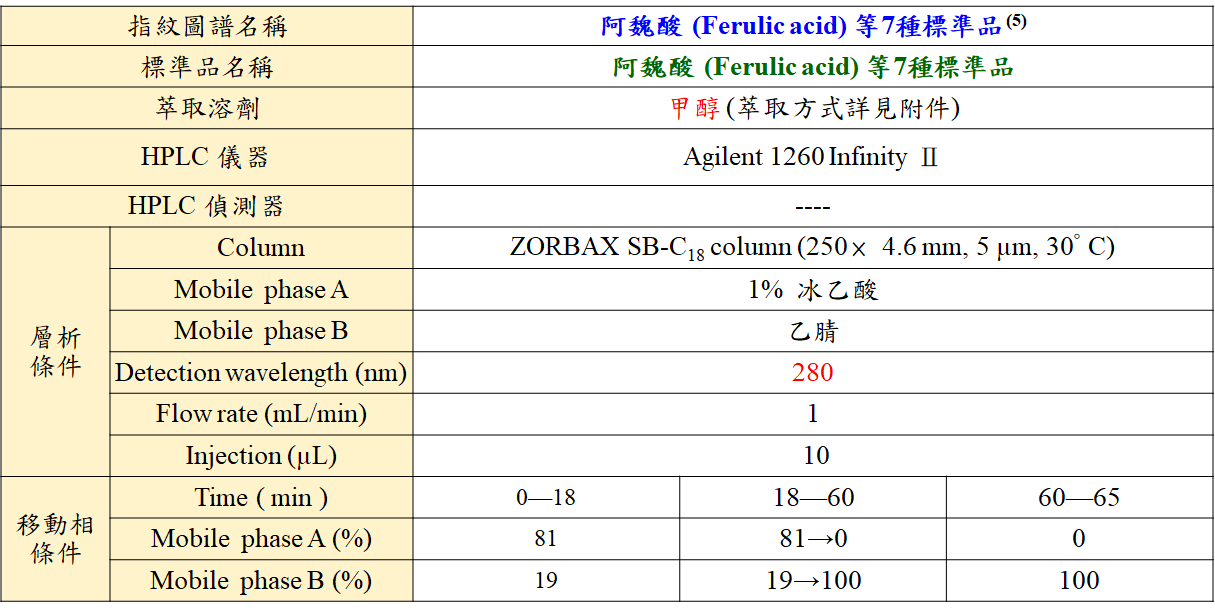 指紋圖譜名稱 阿魏酸 (Ferulic acid) 等7種標準品(5)
標準品名稱 阿魏酸 (Ferulic acid) 等7種標準品
萃取溶劑 甲醇 (萃取方式詳見附件)
HPLC 儀器 Agilent 1260 Infinity Ⅱ
HPLC 偵測器 ----
層析條件
Column ZORBAX SB-C18 column (250× 4.6 mm, 5 µm, 30° C)
Mobile phase A 1% 冰乙酸
Mobile phase B 乙腈
Detection wavelength (nm) 280
Flow rate (mL/min) 1
Injection (µL) 10
移動相條件
Time ( min ) 0—18 18—60 60—65
Mobile phase A (%) 81 81→0 0
Mobile phase B (%) 19 19→100 100